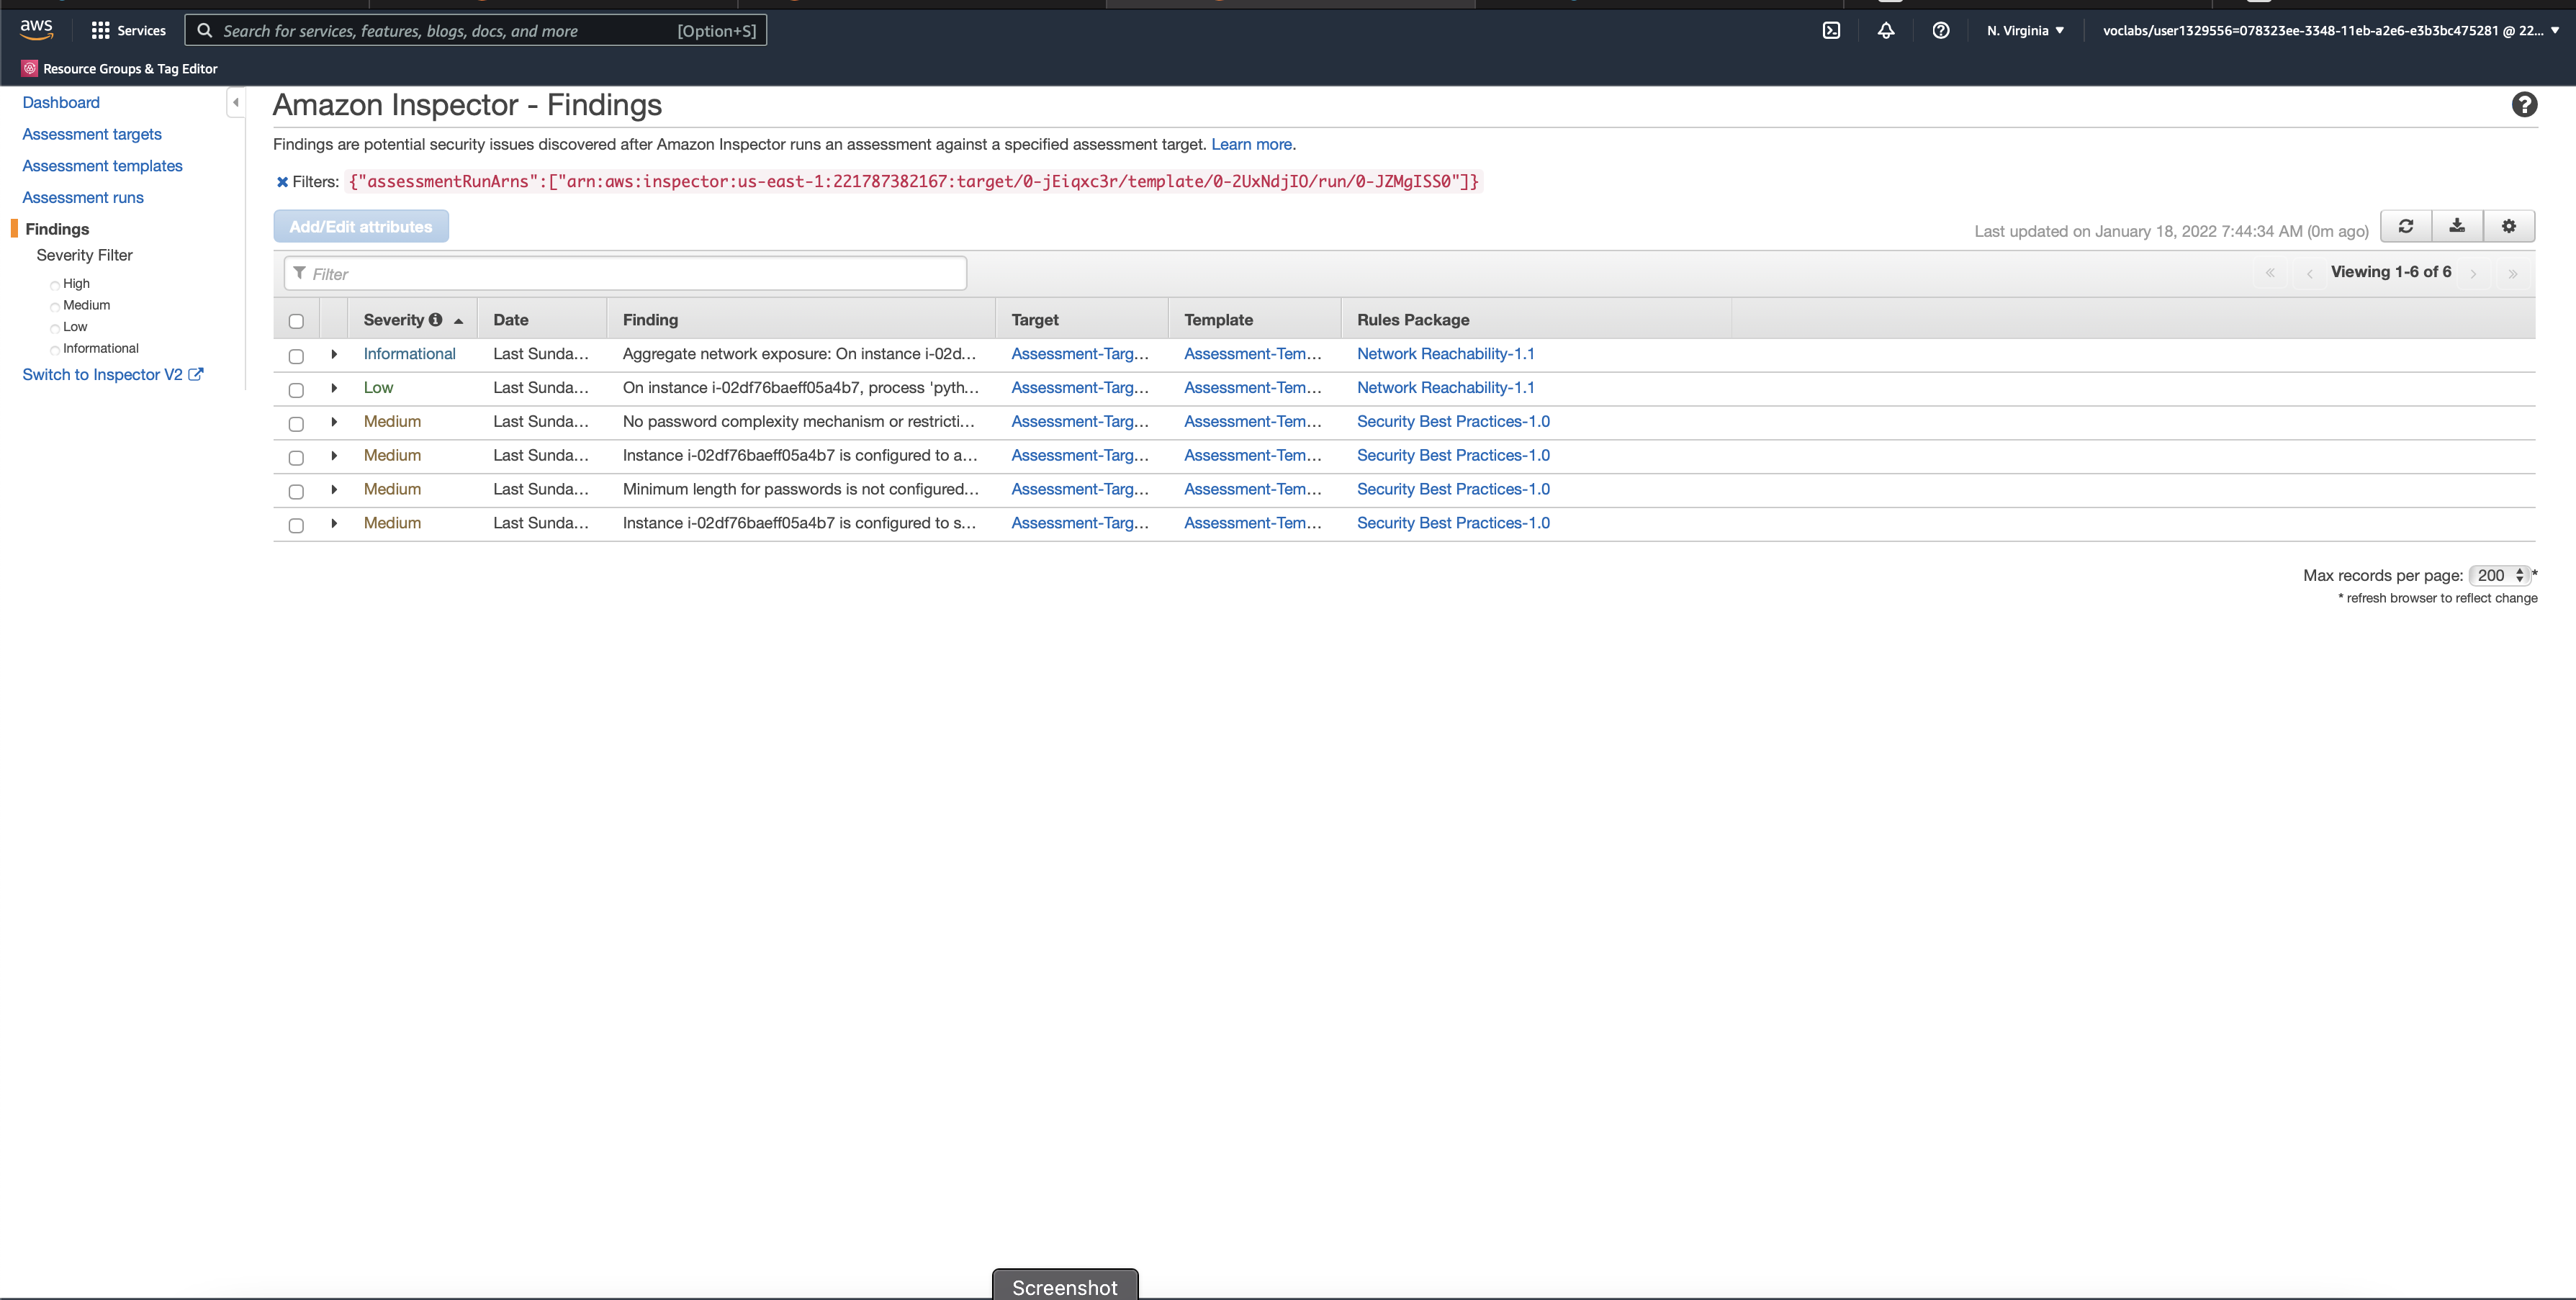 aws
Services
Search for services, features, blogs, docs, and more
[Option+S]
N. Virginia
voclabs/user1329556=078323ee-3348-11eb-a2e6-e3b3bc475281 @ 22...
Resource Groups & Tag Editor
Dashboard
Assessment targets
Assessment templates
Assessment runs
Findings
Severity Filter
High
Medium
Low
Informational
Switch to Inspector V2
Amazon Inspector - Findings
Findings are potential security issues discovered after Amazon Inspector runs an assessment against a specified assessment target. Learn more.
Filters: {"assessmentRunArns":["arn:aws:inspector:us-east-1:221787382167:target/0-jEiqxc3r/template/0-2UxNdjIO/run/0-JZMgISS0"]}
Add/Edit attributes
Last updated on January 18, 2022 7:44:34 AM (0m ago)
Filter
« ‹ Viewing 1-6 of 6 › »
Severity Date Finding Target Template Rules Package
Informational Last Sunda... Aggregate network exposure: On instance i-02d... Assessment-Targ... Assessment-Tem... Network Reachability-1.1
Low Last Sunda... On instance i-02df76baeff05a4b7, process 'pyth... Assessment-Targ... Assessment-Tem... Network Reachability-1.1
Medium Last Sunda... No password complexity mechanism or restricti... Assessment-Targ... Assessment-Tem... Security Best Practices-1.0
Medium Last Sunda... Instance i-02df76baeff05a4b7 is configured to a... Assessment-Targ... Assessment-Tem... Security Best Practices-1.0
Medium Last Sunda... Minimum length for passwords is not configured... Assessment-Targ... Assessment-Tem... Security Best Practices-1.0
Medium Last Sunda... Instance i-02df76baeff05a4b7 is configured to s... Assessment-Targ... Assessment-Tem... Security Best Practices-1.0
Max records per page: 200 *
* refresh browser to reflect change
Screenshot